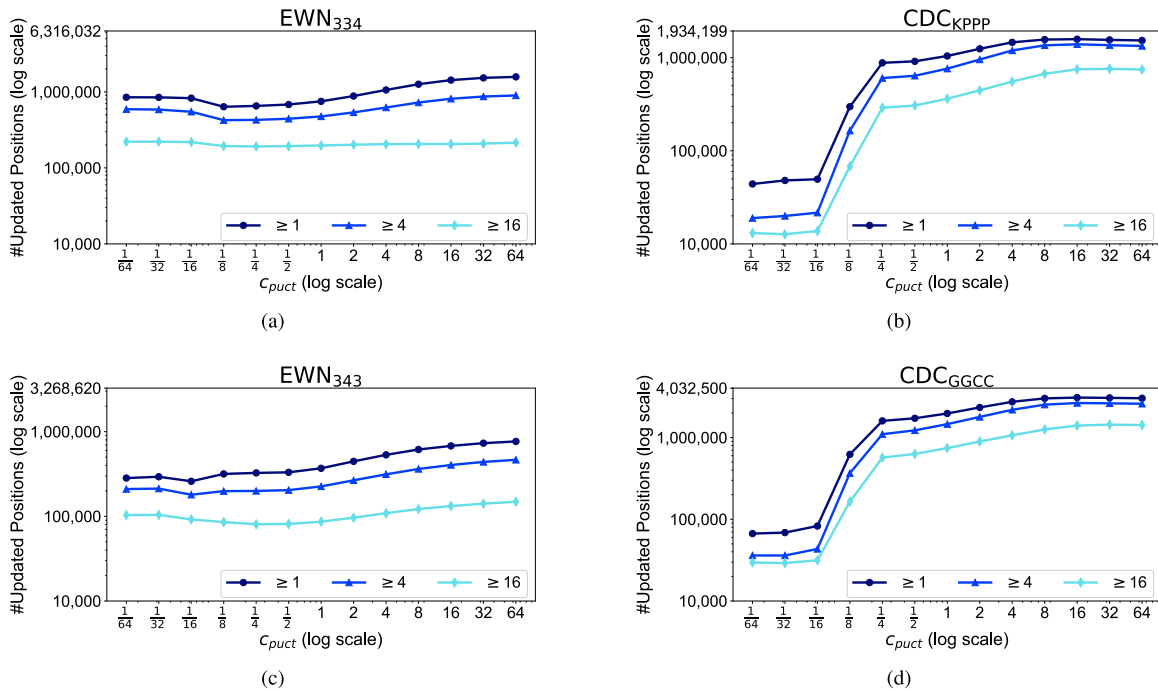 EWN334
6,316,032
1,000,000
100,000
10,000
#Updated Positions (log scale)
≥ 1 ≥ 4 ≥ 16
1/64 1/32 1/16 1/8 1/4 1/2 1 2 4 8 16 32 64
cpuct (log scale)
(a)
CDCKPPP
1,934,199
1,000,000
100,000
10,000
#Updated Positions (log scale)
≥ 1 ≥ 4 ≥ 16
1/64 1/32 1/16 1/8 1/4 1/2 1 2 4 8 16 32 64
cpuct (log scale)
(b)
EWN343
3,268,620
1,000,000
100,000
10,000
#Updated Positions (log scale)
≥ 1 ≥ 4 ≥ 16
1/64 1/32 1/16 1/8 1/4 1/2 1 2 4 8 16 32 64
cpuct (log scale)
(c)
CDCGGCC
4,032,500
1,000,000
100,000
10,000
#Updated Positions (log scale)
≥ 1 ≥ 4 ≥ 16
1/64 1/32 1/16 1/8 1/4 1/2 1 2 4 8 16 32 64
cpuct (log scale)
(d)